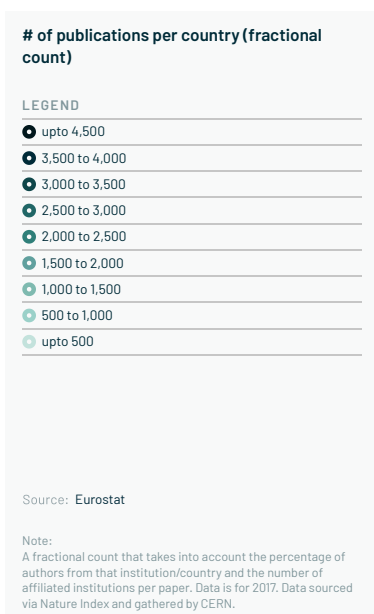 # of publications per country (fractional
count)
LEGEND
upto 4,500
3,500 to 4,000
3,000 to 3,500
2,500 to 3,000
2,000 to 2,500
1,500 to 2,000
1,000 to 1,500
500 to 1,000
upto 500
Source: Eurostat
Note:
A fractional count that takes into account the percentage of
authors from that institution/country and the number of
affiliated institutions per paper. Data is for 2017. Data sourced
via Nature Index and gathered by CERN.